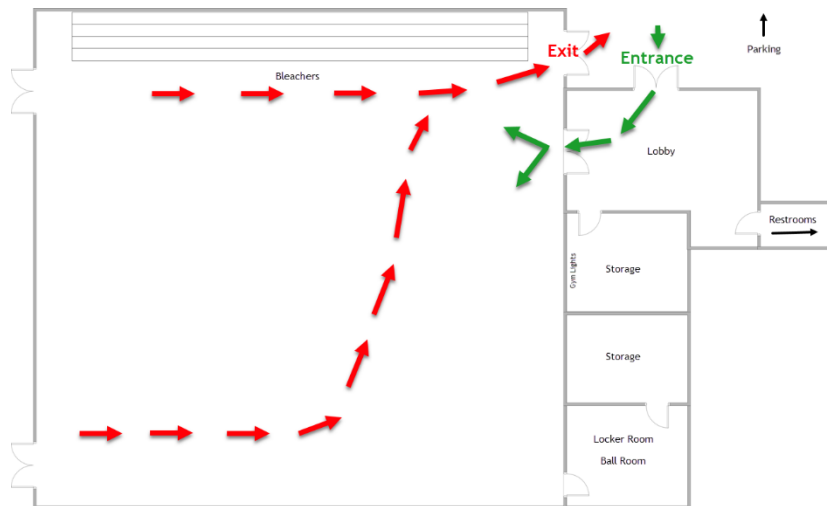 Exit
Entrance
Parking
Bleachers
Lobby
Restrooms
Gym Lights
Storage
Storage
Locker Room
Ball Room